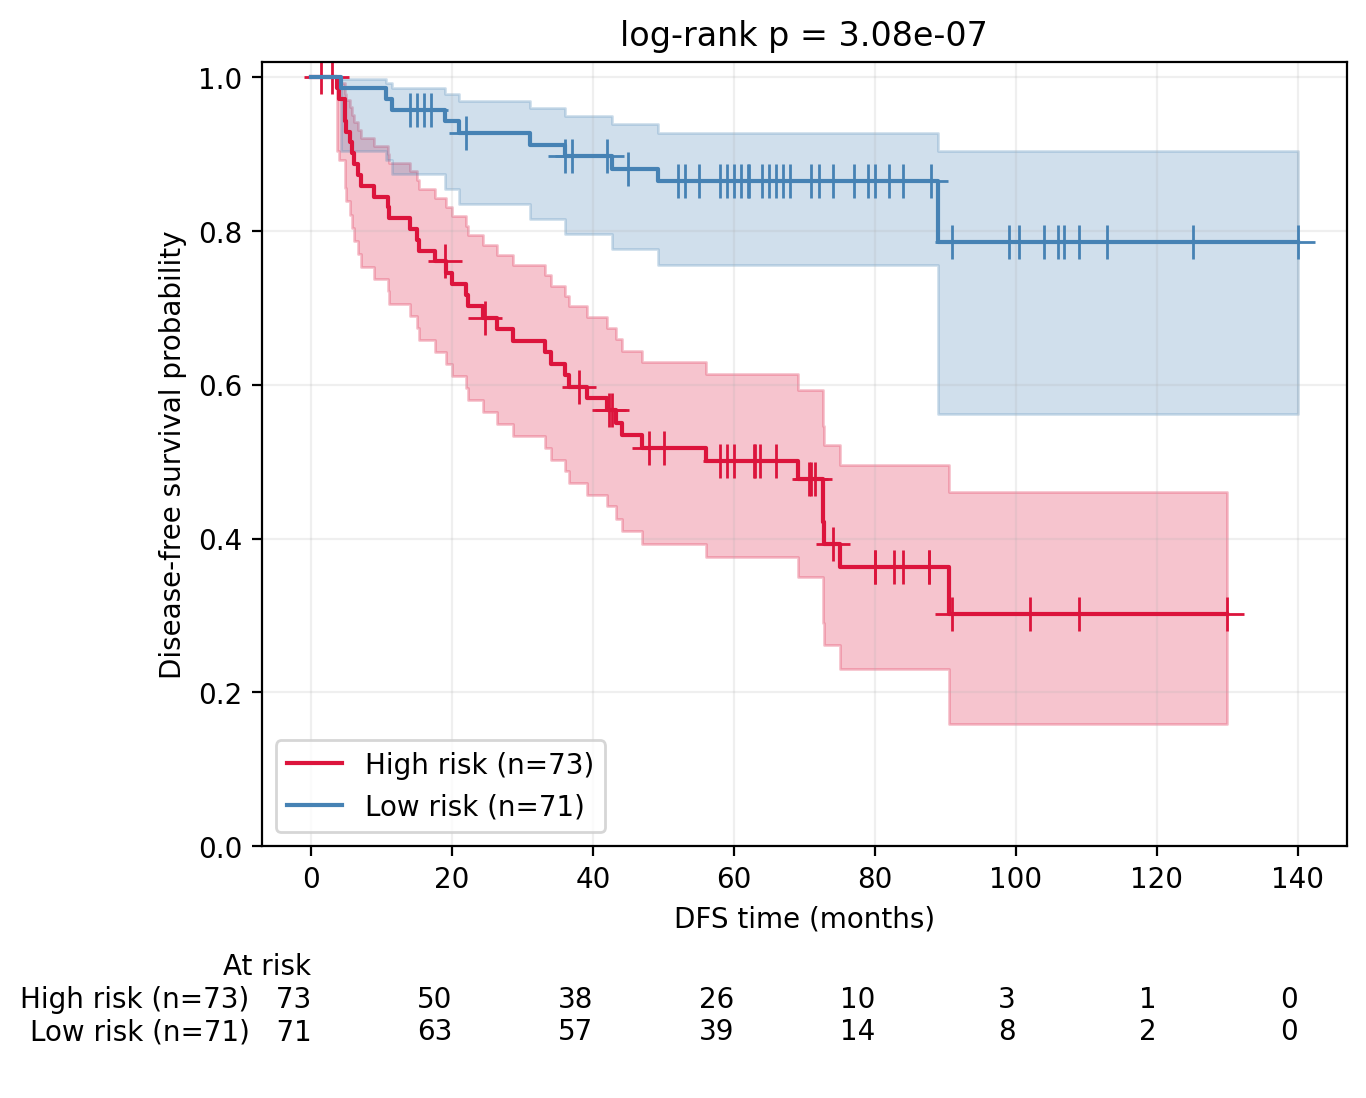 log-rank p = 3.08e-07
1.0
0.8
0.6
0.4
0.2
0.0
Disease-free survival probability
High risk (n=73)
Low risk (n=71)
0 20 40 60 80 100 120 140
DFS time (months)
At risk
High risk (n=73) 73 50 38 26 10 3 1 0
Low risk (n=71) 71 63 57 39 14 8 2 0